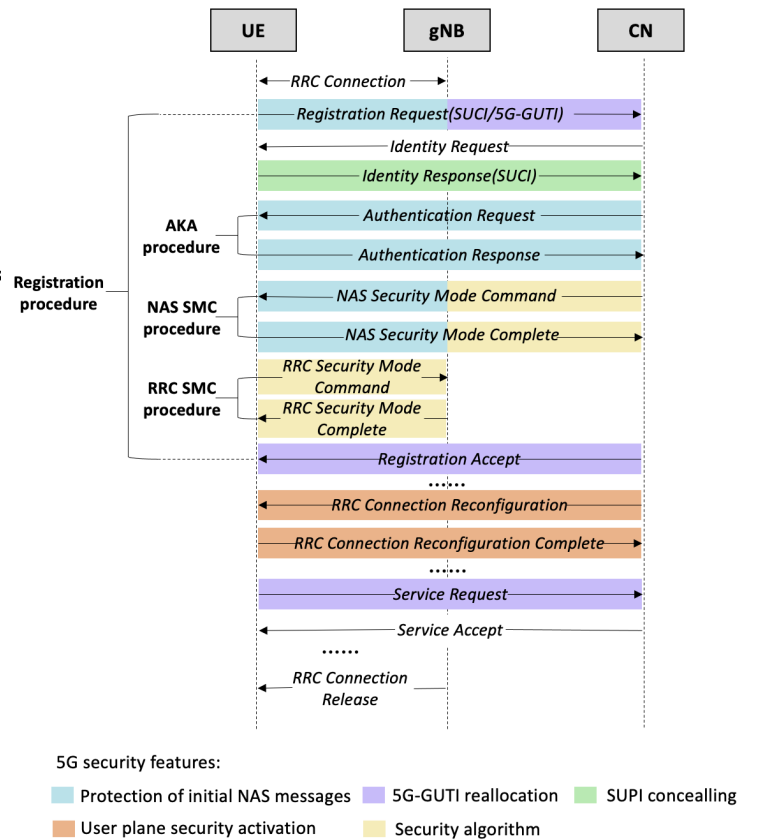 UE
gNB
CN
RRC Connection
Registration Request(SUCI/5G-GUTI)
Identity Request
Identity Response(SUCI)
AKA
procedure
Authentication Request
Authentication Response
Registration
procedure
NAS SMC
procedure
NAS Security Mode Command
NAS Security Mode Complete
RRC SMC
procedure
RRC Security Mode
Command
RRC Security Mode
Complete
Registration Accept
......
RRC Connection Reconfiguration
RRC Connection Reconfiguration Complete
......
Service Request
Service Accept
......
RRC Connection
Release
5G security features:
Protection of initial NAS messages
5G-GUTI reallocation
SUPI concealling
User plane security activation
Security algorithm